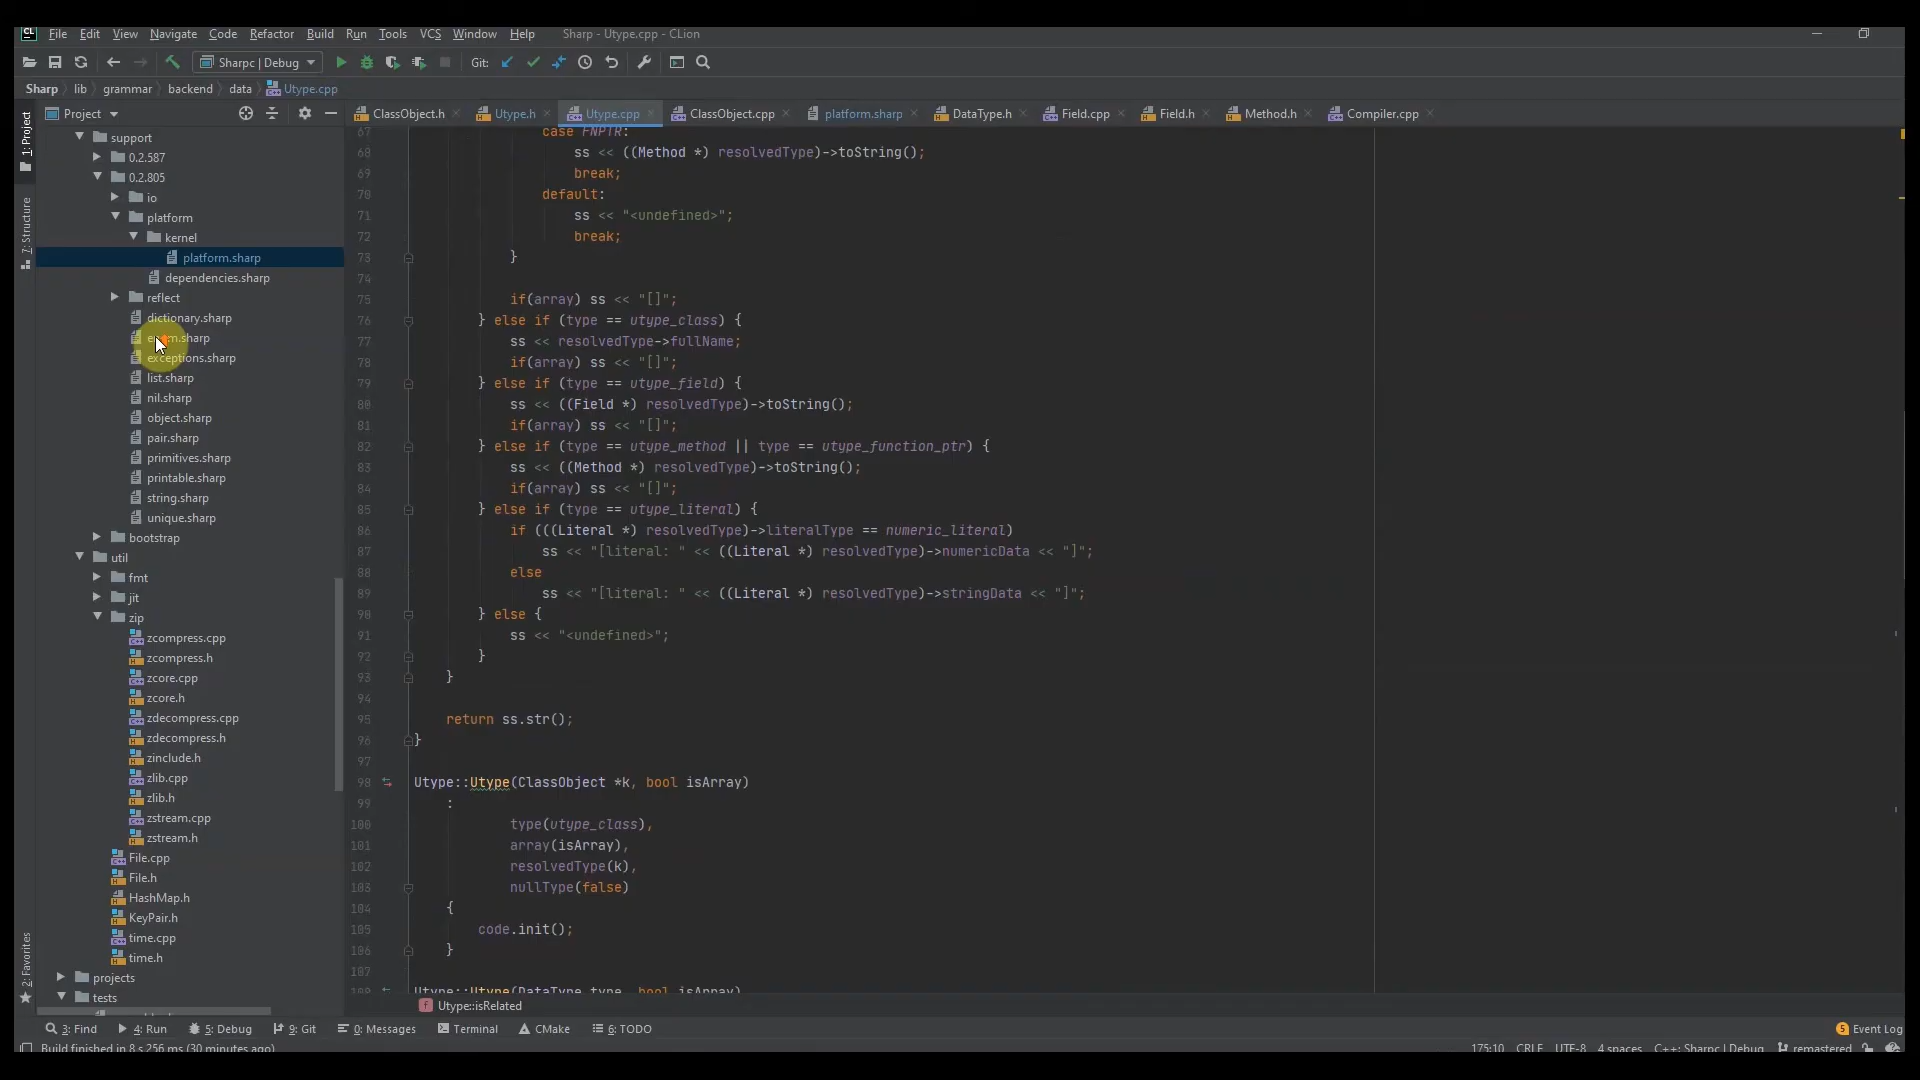 CL File Edit View Navigate Code Refactor Build Run Tools VCS Window Help Sharp - Utype.cpp - CLion
Sharpc | Debug Git:
Sharp lib grammar backend data Utype.cpp
Project ClassObject.h Utype.h Utype.cpp ClassObject.cpp platform.sharp DataType.h Field.cpp Field.h Method.h Compiler.cpp
1: Project
7: Structure
2: Favorites
support
0.2.587
0.2.805
io
platform
kernel
platform.sharp
dependencies.sharp
reflect
dictionary.sharp
exceptions.sharp
list.sharp
nil.sharp
object.sharp
pair.sharp
primitives.sharp
printable.sharp
string.sharp
unique.sharp
bootstrap
util
fmt
jit
zip
zcompress.cpp
zcompress.h
zcore.cpp
zcore.h
zdecompress.cpp
zdecompress.h
zinclude.h
zlib.cpp
zlib.h
zstream.cpp
zstream.h
File.cpp
File.h
HashMap.h
KeyPair.h
time.cpp
time.h
projects
tests
67 case FNPTR:
68 ss << ((Method *) resolvedType)->toString();
69 break;
70 default:
71 ss << "<undefined>";
72 break;
73 }
74
75 if(array) ss << "[]";
76 } else if (type == utype_class) {
77 ss << resolvedType->fullName;
78 if(array) ss << "[]";
79 } else if (type == utype_field) {
80 ss << ((Field *) resolvedType)->toString();
81 if(array) ss << "[]";
82 } else if (type == utype_method || type == utype_function_ptr) {
83 ss << ((Method *) resolvedType)->toString();
84 if(array) ss << "[]";
85 } else if (type == utype_literal) {
86 if (((Literal *) resolvedType)->literalType == numeric_literal)
87 ss << "[literal: " << ((Literal *) resolvedType)->numericData << "]";
88 else
89 ss << "[literal: " << ((Literal *) resolvedType)->stringData << "]";
90 } else {
91 ss << "<undefined>";
92 }
93 }
94
95 return ss.str();
96 }
97
98 Utype::Utype(ClassObject *k, bool isArray)
99 :
100 type(utype_class),
101 array(isArray),
102 resolvedType(k),
103 nullType(false)
104 {
105 code.init();
106 }
107
108 Utype::Utype(DataType type, bool isArray)
f Utype::isRelated
3: Find 4: Run 5: Debug 9: Git 0: Messages Terminal CMake 6: TODO 5 Event Log
Build finished in 8 s 256 ms (30 minutes ago) 175:10 CRLF UTF-8 4 spaces C++: Sharpc | Debug remastered